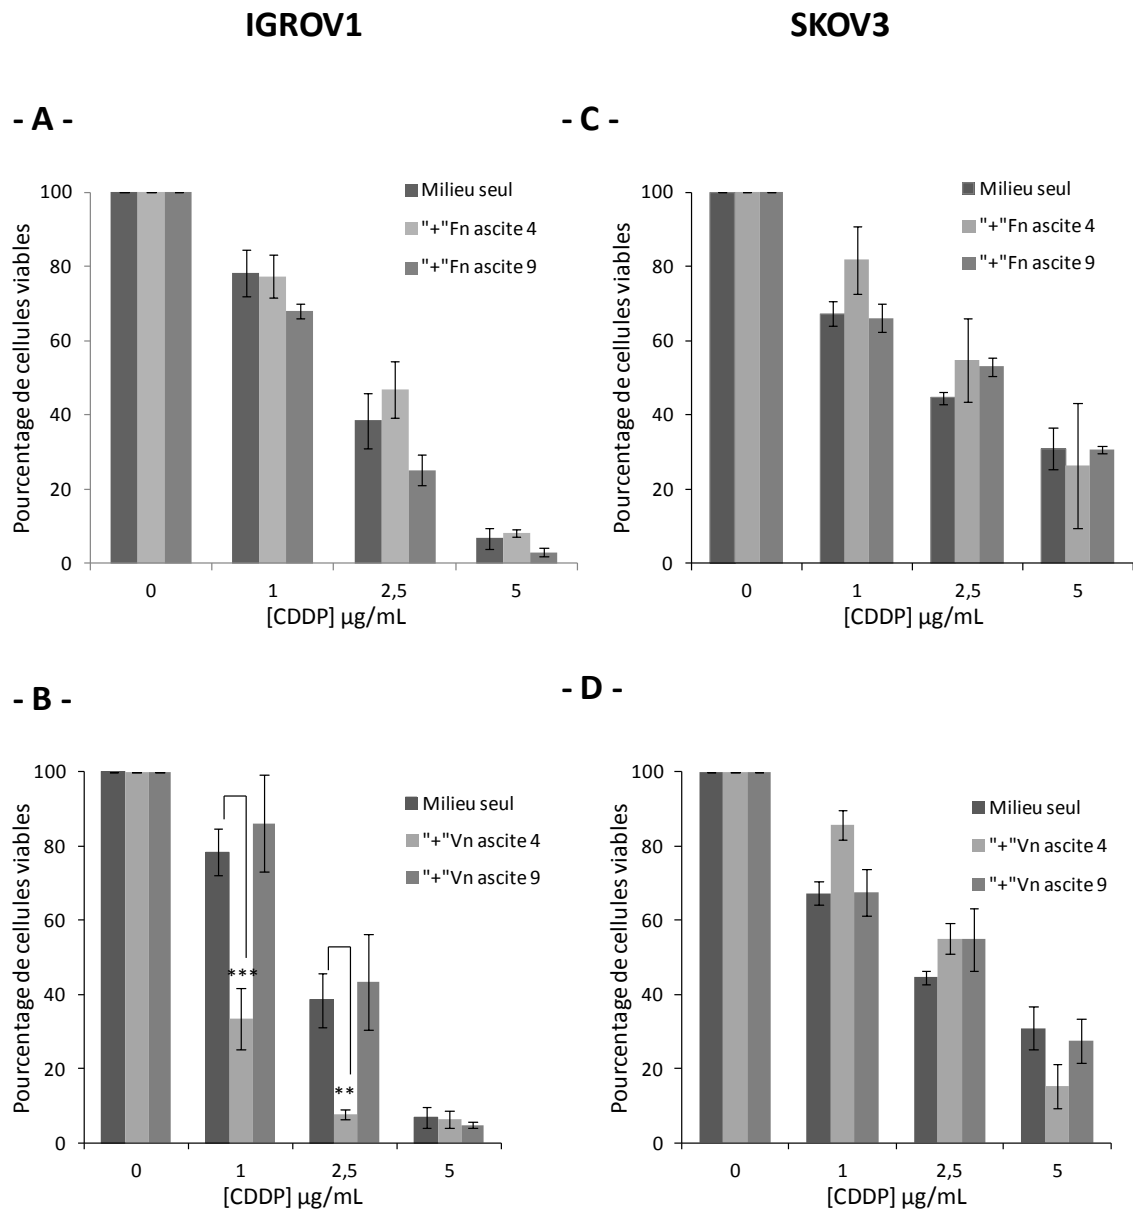 IGROV1
SKOV3
- A -
Pourcentage de cellules viables
100
80
60
40
20
0
Milieu seul
"+"Fn ascite 4
"+"Fn ascite 9
0 1 2,5 5
[CDDP] µg/mL
- C -
Pourcentage de cellules viables
100
80
60
40
20
0
Milieu seul
"+"Fn ascite 4
"+"Fn ascite 9
0 1 2,5 5
[CDDP] µg/mL
- B -
Pourcentage de cellules viables
100
80
60
40
20
0
Milieu seul
"+"Vn ascite 4
"+"Vn ascite 9
***
**
0 1 2,5 5
[CDDP] µg/mL
- D -
Pourcentage de cellules viables
100
80
60
40
20
0
Milieu seul
"+"Vn ascite 4
"+"Vn ascite 9
0 1 2,5 5
[CDDP] µg/mL